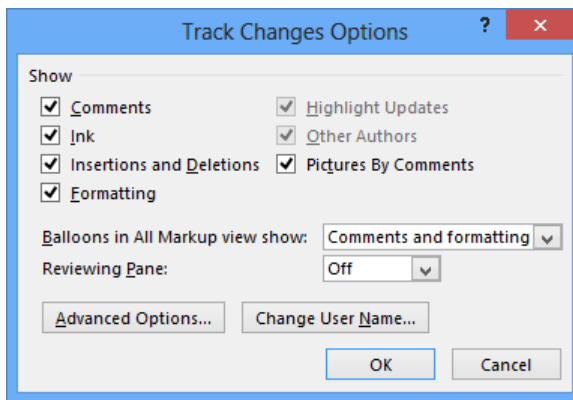 Track Changes Options ?
Show
Comments Highlight Updates
Ink Other Authors
Insertions and Deletions Pictures By Comments
Formatting
Balloons in All Markup view show: Comments and formatting
Reviewing Pane: Off
Advanced Options... Change User Name...
OK Cancel